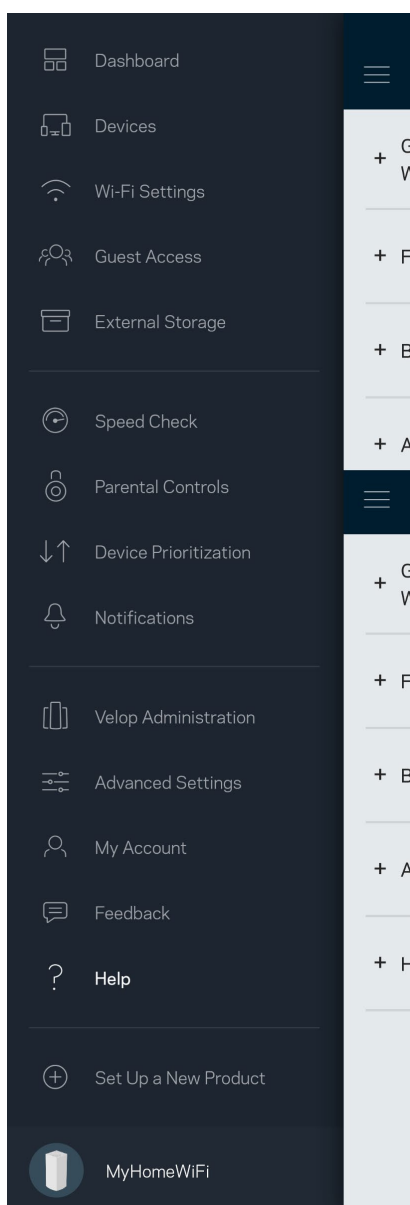 Dashboard
Devices
Wi-Fi Settings
Guest Access
External Storage
Speed Check
Parental Controls
Device Prioritization
Notifications
Velop Administration
Advanced Settings
My Account
Feedback
? Help
Set Up a New Product
MyHomeWiFi